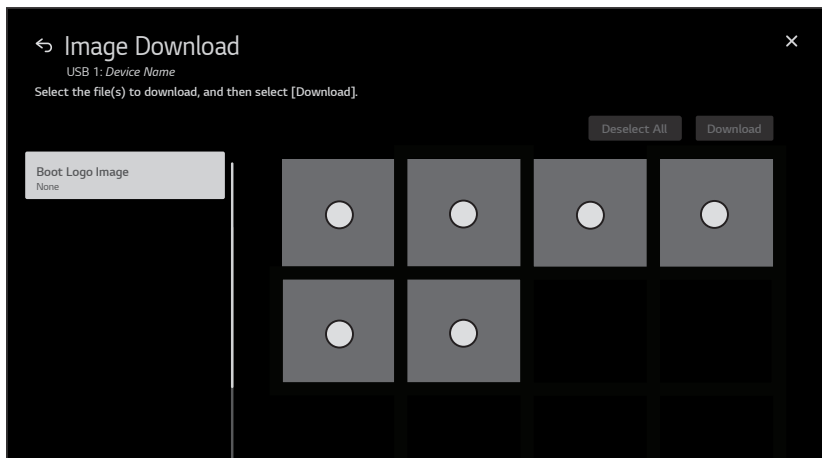 Image Download
USB 1: Device Name
Select the file(s) to download, and then select [Download].
Deselect All
Download
Boot Logo Image
None